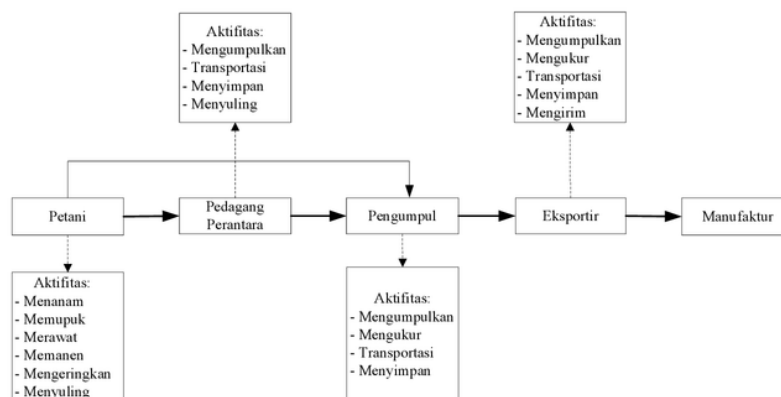 Aktifitas:
- Mengumpulkan
- Transportasi
- Menyimpan
- Menyuling
Aktifitas:
- Mengumpulkan
- Mengukur
- Transportasi
- Menyimpan
- Mengirim
Petani
Pedagang
Perantara
Pengumpul
Eksportir
Manufaktur
Aktifitas:
- Menanam
- Memupuk
- Merawat
- Memanen
- Mengeringkan
- Menyuling
Aktifitas:
- Mengumpulkan
- Mengukur
- Transportasi
- Menyimpan